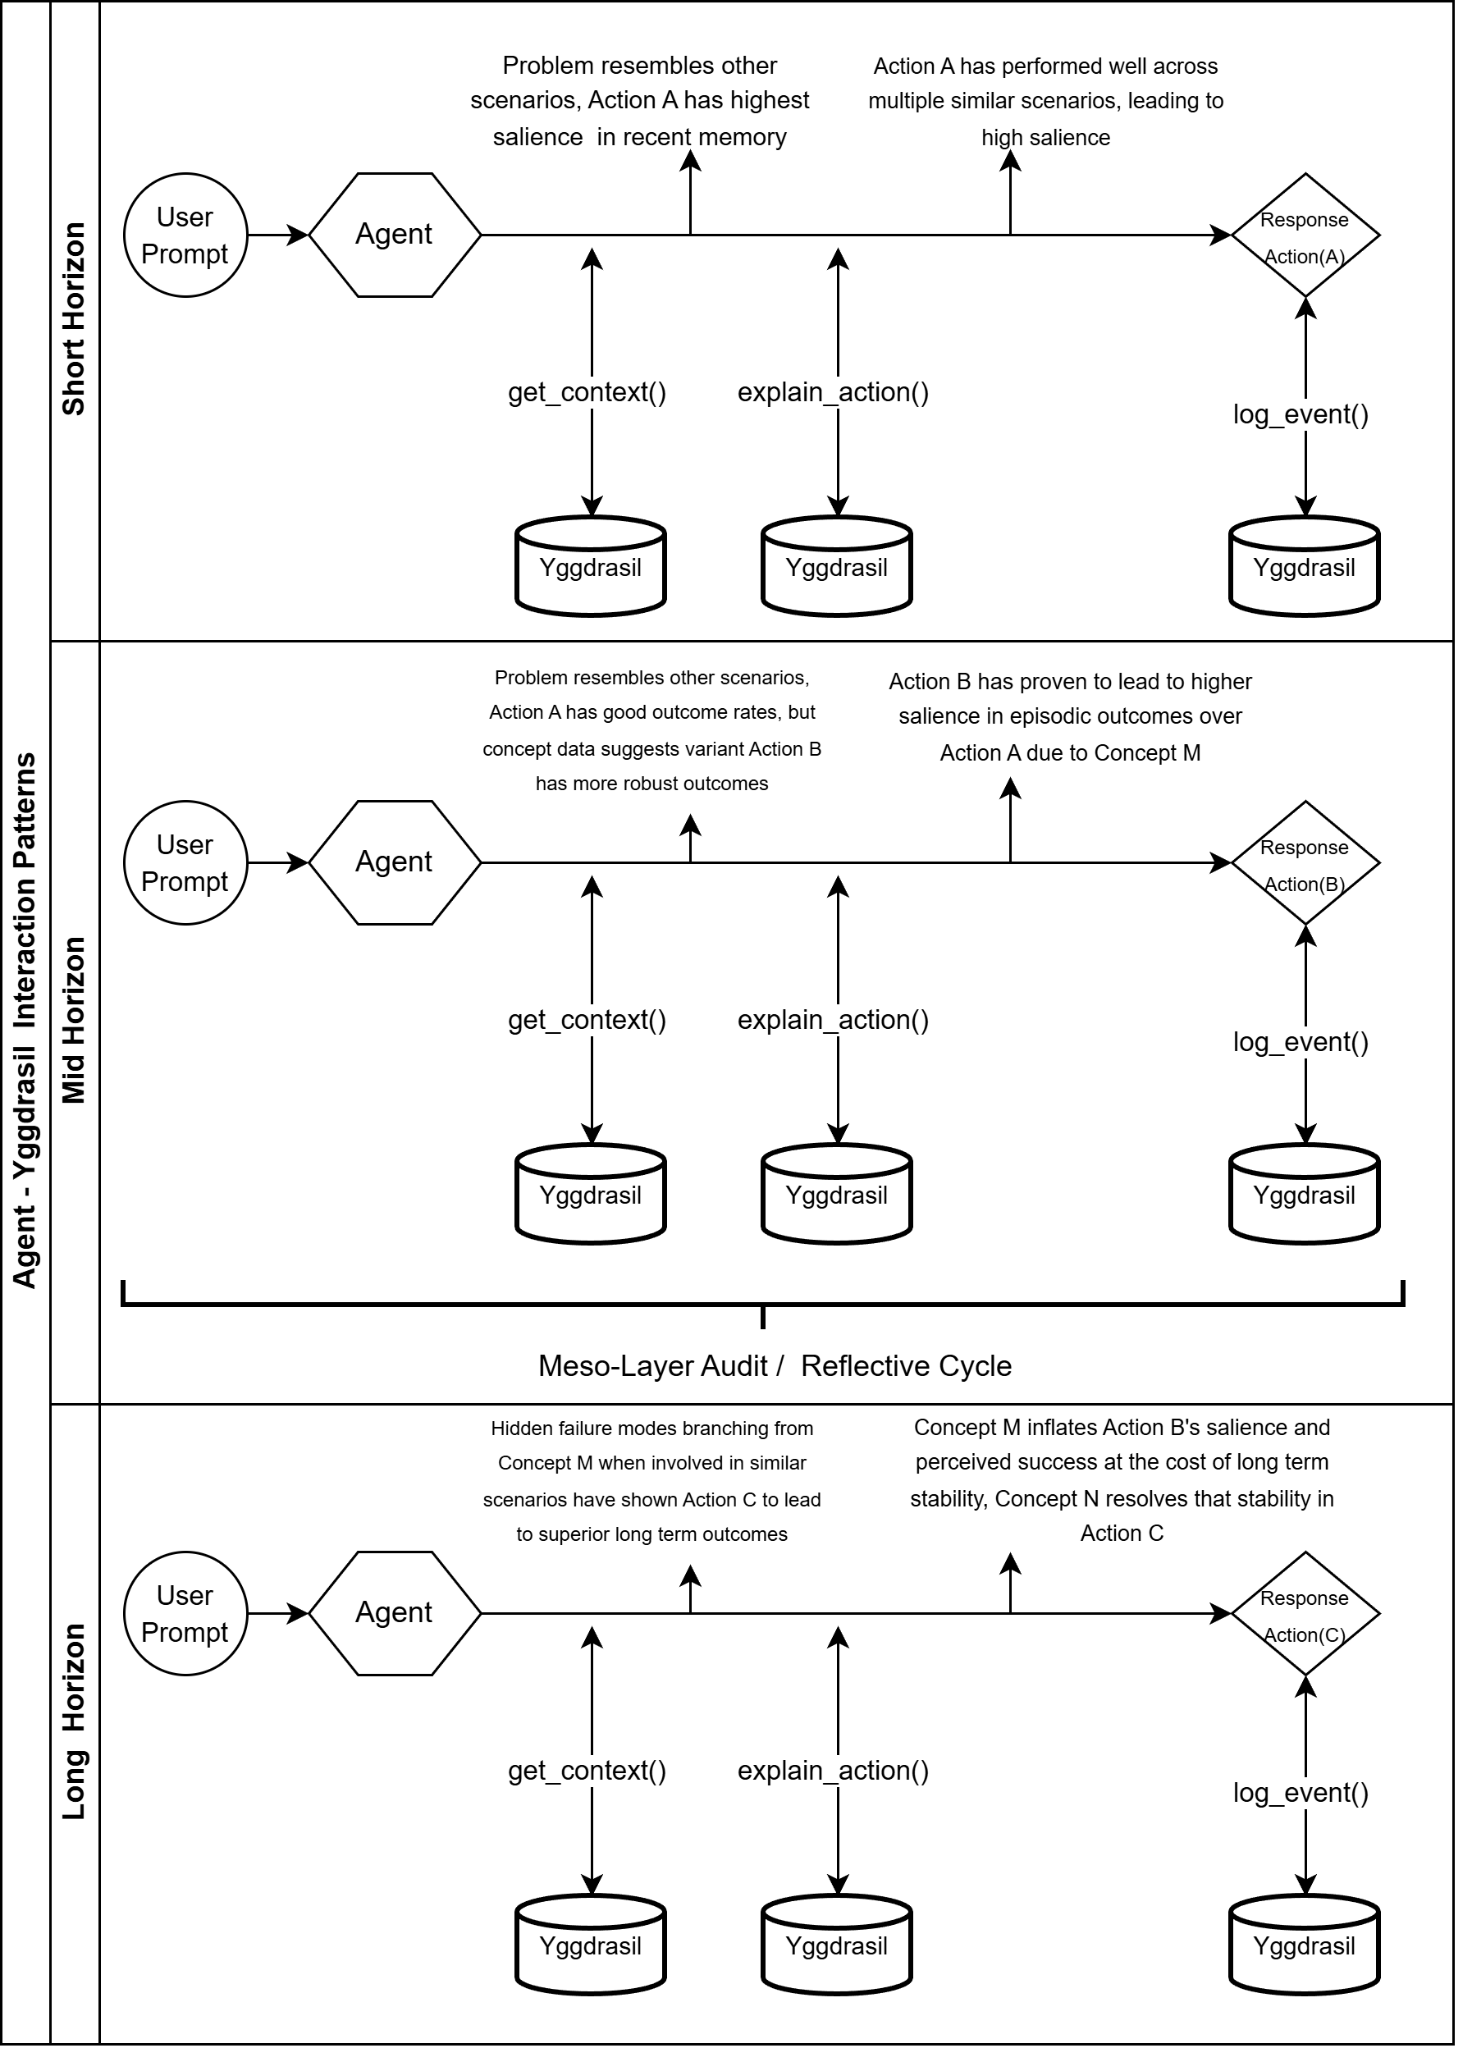 Agent - Yggdrasil Interaction Patterns
Short Horizon
Problem resembles other
scenarios, Action A has highest
salience in recent memory
Action A has performed well across
multiple similar scenarios, leading to
high salience
User
Prompt
Agent
Response
Action(A)
get_context()
explain_action()
log_event()
Yggdrasil
Yggdrasil
Yggdrasil
Mid Horizon
Problem resembles other scenarios,
Action A has good outcome rates, but
concept data suggests variant Action B
has more robust outcomes
Action B has proven to lead to higher
salience in episodic outcomes over
Action A due to Concept M
User
Prompt
Agent
Response
Action(B)
get_context()
explain_action()
log_event()
Yggdrasil
Yggdrasil
Yggdrasil
Meso-Layer Audit / Reflective Cycle
Long Horizon
Hidden failure modes branching from
Concept M when involved in similar
scenarios have shown Action C to lead
to superior long term outcomes
Concept M inflates Action B's salience and
perceived success at the cost of long term
stability, Concept N resolves that stability in
Action C
User
Prompt
Agent
Response
Action(C)
get_context()
explain_action()
log_event()
Yggdrasil
Yggdrasil
Yggdrasil